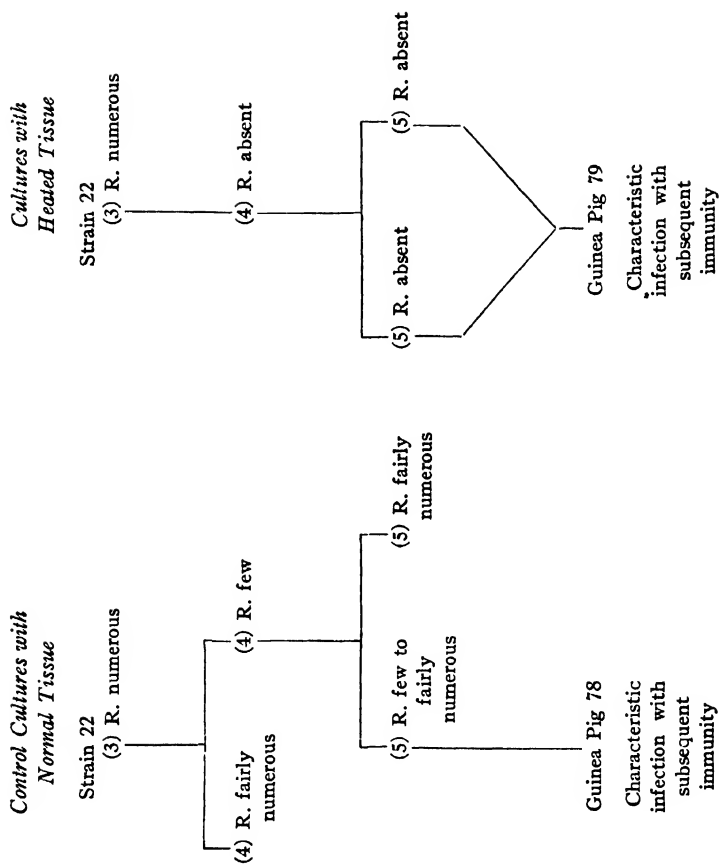 Control Cultures with
Normal Tissue
Strain 22
(3) R. numerous
(4) R. fairly
numerous
(4) R. few
(5) R. few to
fairly
numerous
(5) R. fairly
numerous
Guinea Pig 78
Characteristic
infection with
subsequent
immunity
Cultures with
Heated Tissue
Strain 22
(3) R. numerous
(4) R. absent
(5) R. absent
(5) R. absent
Guinea Pig 79
Characteristic
infection with
subsequent
immunity